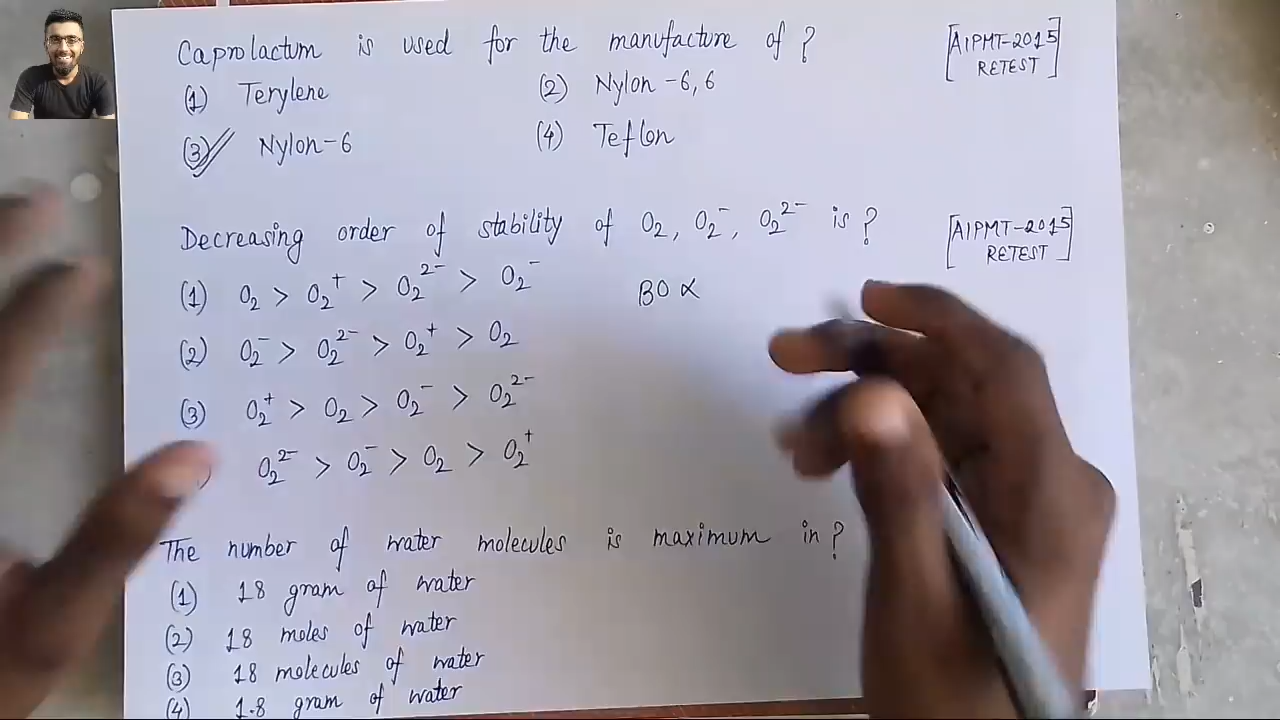 Caprolactum is used for the manufacture of ? [AIPMT-2015
RETEST]
(1) Terylene (2) Nylon-6,6
(3) Nylon-6 (4) Teflon
Decreasing order of stability of O₂, O₂⁻, O₂²⁻ is ? [AIPMT-2015
RETEST]
(1) O₂ > O₂⁺ > O₂²⁻ > O₂⁻ BO ∝
(2) O₂⁻ > O₂²⁻ > O₂⁺ > O₂
(3) O₂⁺ > O₂ > O₂⁻ > O₂²⁻
) O₂²⁻ > O₂⁻ > O₂ > O₂⁺
The number of water molecules is maximum in ?
(1) 18 gram of water
(2) 18 moles of water
(3) 18 molecules of water
(4) 1.8 gram of water